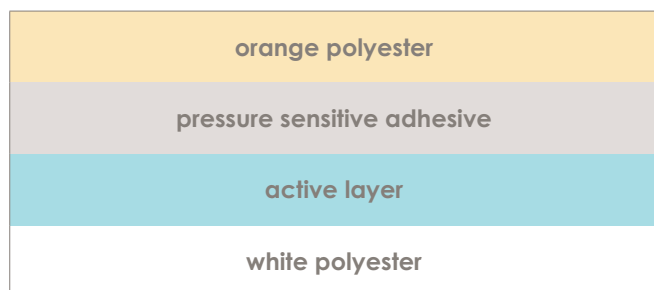 orange polyester
pressure sensitive adhesive
active layer
white polyester